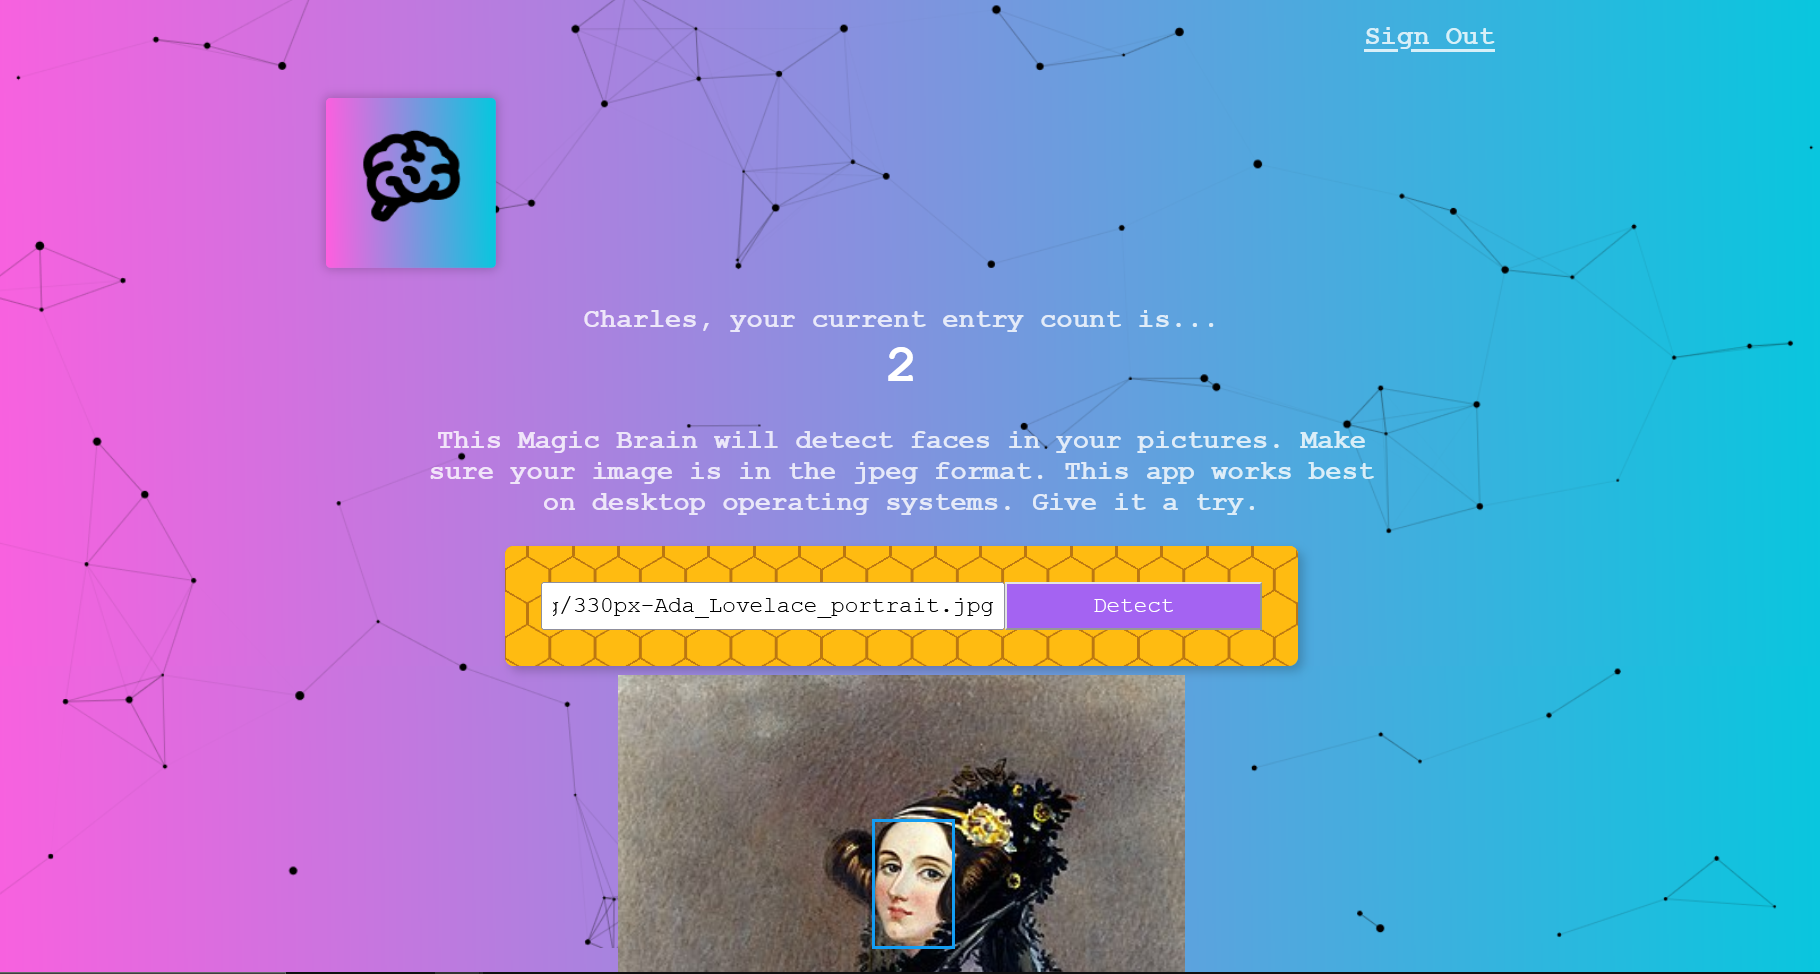 Sign Out
Charles, your current entry count is...
2
This Magic Brain will detect faces in your pictures. Make
sure your image is in the jpeg format. This app works best
on desktop operating systems. Give it a try.
g/330px-Ada_Lovelace_portrait.jpg
Detect